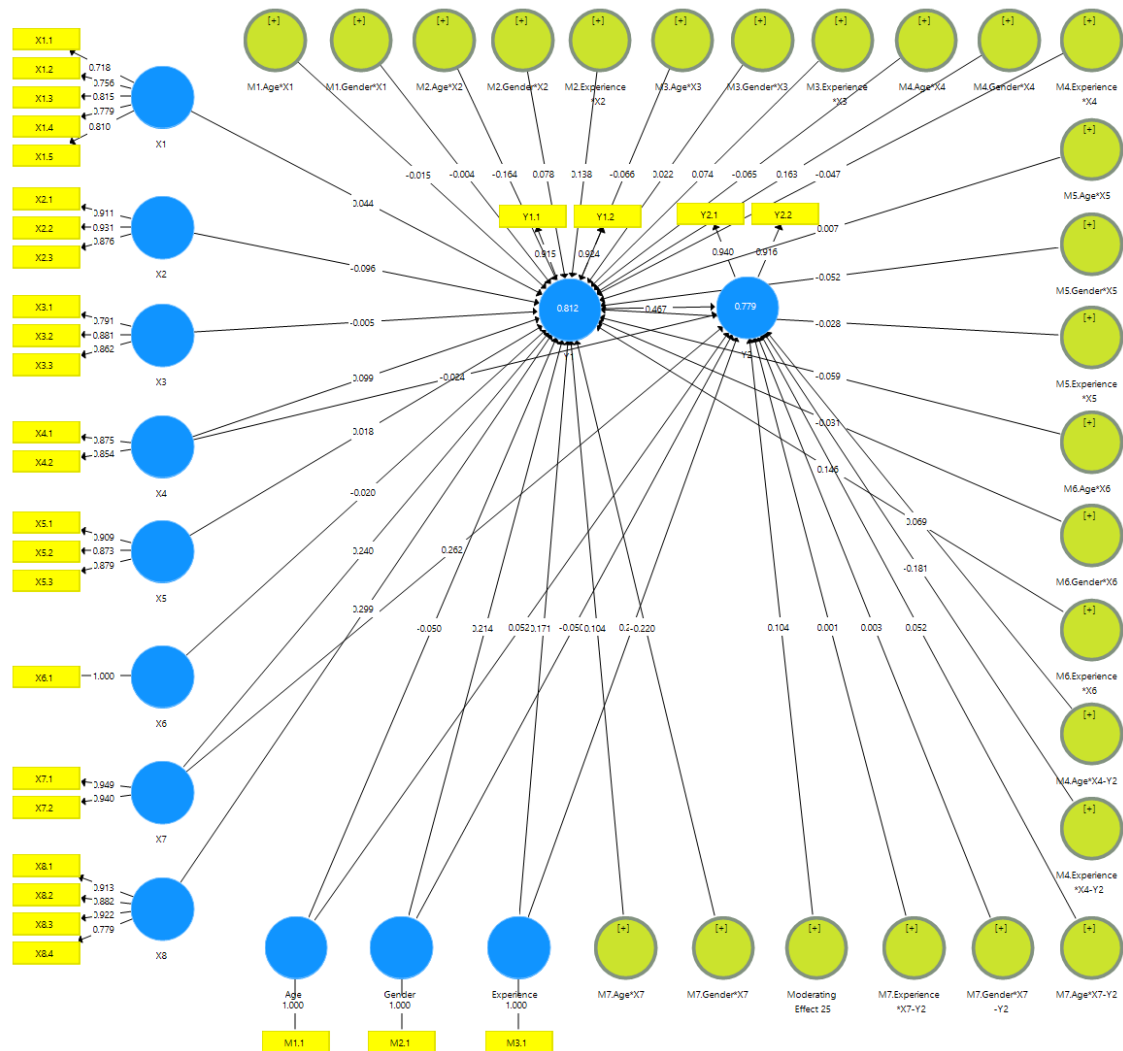 [+] [+] [+] [+] [+] [+] [+] [+] [+] [+]
M1.Age*X1
M1.Gender*X1
M2.Age*X2
M2.Gender*X2
M2.Experience
*X2
M3.Age*X3
M3.Gender*X3
M3.Experience
*X3
M4.Age*X4
M4.Gender*X4
[+]
M4.Experience
*X4
X1.1
X1.2
X1.3
X1.4
X1.5
0.718
0.756
0.815
0.779
0.810
X1
X2.1
X2.2
X2.3
0.911
0.931
0.876
X2
X3.1
X3.2
X3.3
0.791
0.881
0.862
X3
X4.1
X4.2
0.875
0.854
X4
X5.1
X5.2
X5.3
0.909
0.873
0.879
X5
X6.1
1.000
X6
X7.1
X7.2
0.949
0.940
X7
X8.1
X8.2
X8.3
X8.4
0.913
0.882
0.922
0.779
X8
-0.015
-0.004
-0.164
0.078
0.138
-0.066
0.022
0.074
-0.065
0.163
-0.047
Y1.1
Y1.2
Y2.1
Y2.2
0.915
0.924
0.940
0.916
0.812
Y1
0.467
0.779
Y2
0.044
-0.096
-0.005
0.099
-0.024
0.018
-0.020
0.240
0.262
0.299
0.007
-0.052
-0.028
-0.059
-0.031
0.146
0.069
-0.181
-0.050
0.214
0.052
0.171
-0.050
0.104
-0.220
0.104
0.001
0.003
0.052
[+]
M5.Age*X5
[+]
M5.Gender*X5
[+]
M5.Experience
*X5
[+]
M6.Age*X6
[+]
M6.Gender*X6
[+]
M6.Experience
*X6
[+]
M4.Age*X4-Y2
[+]
M4.Experience
*X4-Y2
Age
1.000
M1.1
Gender
1.000
M2.1
Experience
1.000
M3.1
[+]
M7.Age*X7
[+]
M7.Gender*X7
[+]
Moderating
Effect 25
[+]
M7.Experience
*X7-Y2
[+]
M7.Gender*X7
-Y2
[+]
M7.Age*X7-Y2